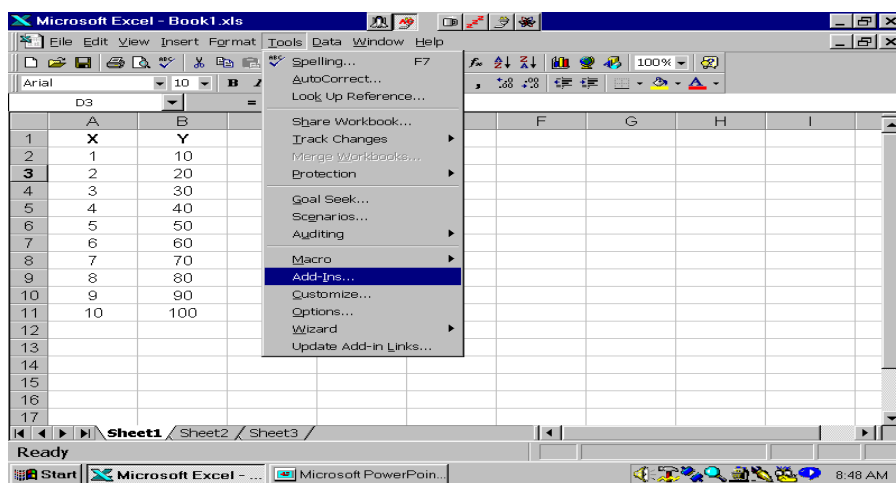 Microsoft Excel - Book1.xls
File Edit View Insert Format Tools Data Window Help
100%
Arial 10 B
D3 =
Spelling... F7
AutoCorrect...
Look Up Reference...
Share Workbook...
Track Changes
Merge Workbooks...
Protection
Goal Seek...
Scenarios...
Auditing
Macro
Add-Ins...
Customize...
Options...
Wizard
Update Add-in Links...
A B F G H I
1 X Y
2 1 10
3 2 20
4 3 30
5 4 40
6 5 50
7 6 60
8 7 70
9 8 80
10 9 90
11 10 100
12
13
14
15
16
17
Sheet1 Sheet2 Sheet3
Ready
Start Microsoft Excel - ... Microsoft PowerPoin... 8:48 AM